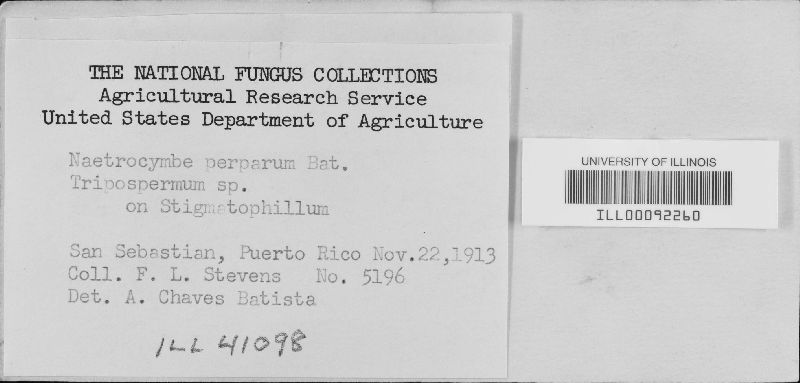 THE NATIONAL FUNGUS COLLECTIONS
Agricultural Research Service
United States Department of Agriculture
Naetrocymbe perparum Bat.
Tripospermum sp.
on Stigmatophillum
San Sebastian, Puerto Rico Nov.22,1913
Coll. F. L. Stevens No. 5196
Det. A. Chaves Batista
ILL 41098
UNIVERSITY OF ILLINOIS
ILL00092260